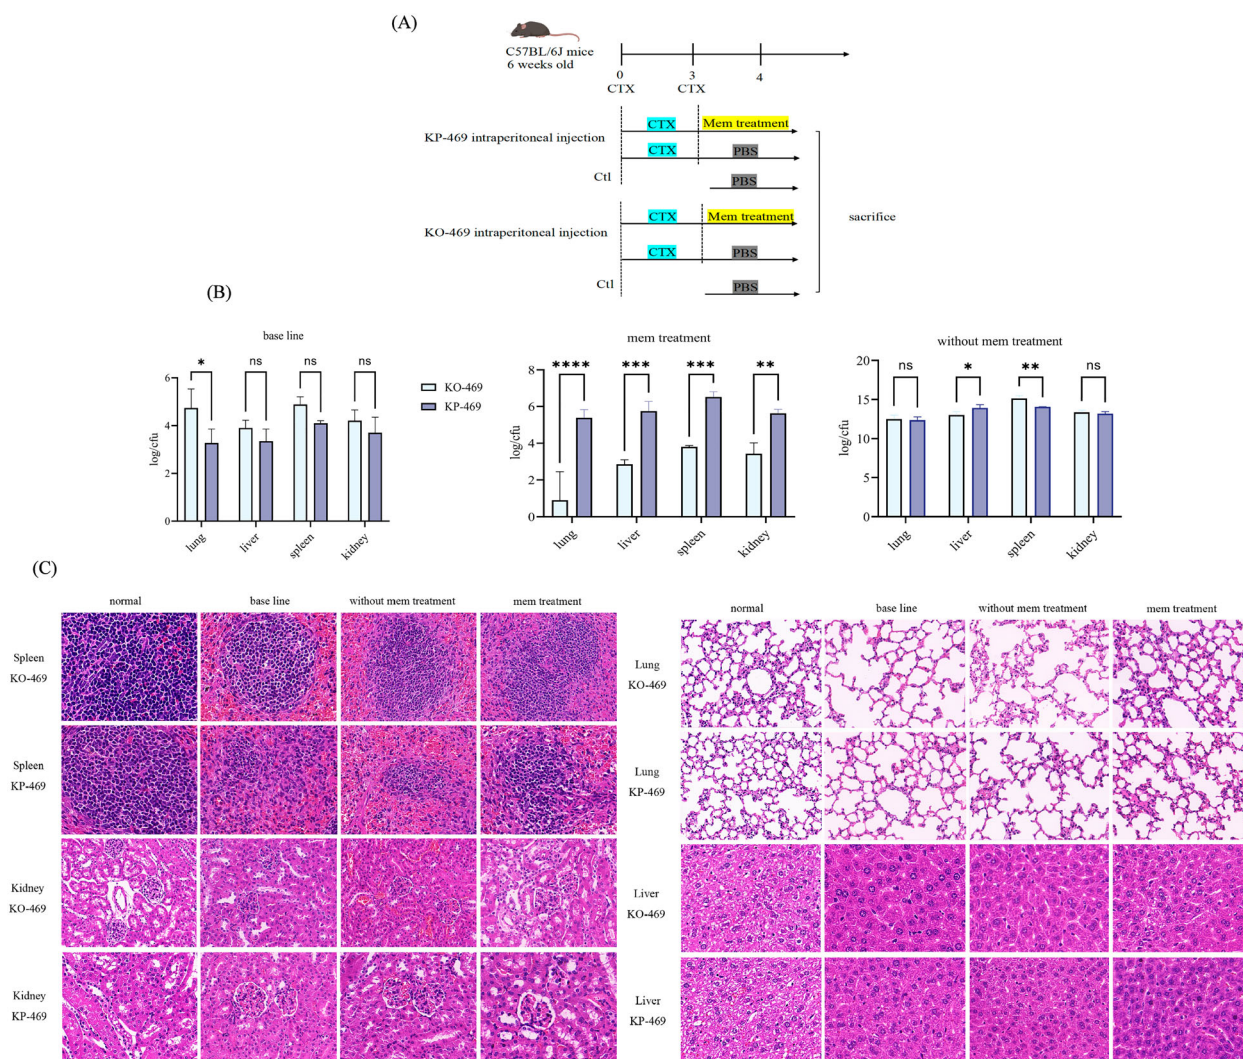 (A)
C57BL/6J mice
6 weeks old
0
3
4
CTX
CTX
KP-469 intraperitoneal injection
CTX
Mem treatment
CTX
PBS
Ctl
PBS
KO-469 intraperitoneal injection
CTX
Mem treatment
CTX
PBS
Ctl
PBS
sacrifice
(B)
base line
*
ns
ns
ns
6
4
2
0
log/cfu
lung
liver
spleen
kidney
KO-469
KP-469
mem treatment
****
***
***
**
8
6
4
2
0
log/cfu
lung
liver
spleen
kidney
without mem treatment
ns
*
**
ns
20
15
10
5
0
log/cfu
lung
liver
spleen
kidney
(C)
normal
base line
without mem treatment
mem treatment
Spleen
KO-469
Spleen
KP-469
Kidney
KO-469
Kidney
KP-469
normal
base line
without mem treatment
mem treatment
Lung
KO-469
Lung
KP-469
Liver
KO-469
Liver
KP-469